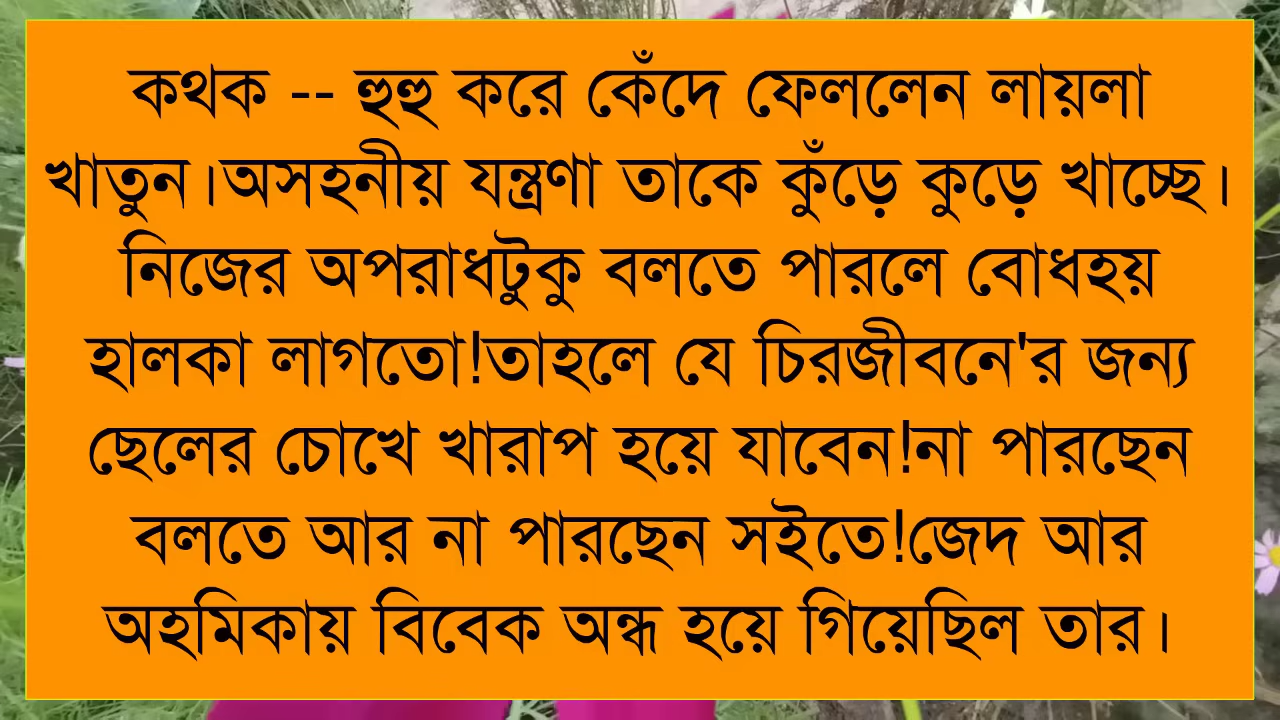 কথক -- হুহু করে কেঁদে ফেললেন লায়লা
খাতুন।অসহনীয় যন্ত্রণা তাকে কুঁড়ে কুড়ে খাচ্ছে।
নিজের অপরাধটুকু বলতে পারলে বোধহয়
হালকা লাগতো!তাহলে যে চিরজীবনে'র জন্য
ছেলের চোখে খারাপ হয়ে যাবেন!না পারছেন
বলতে আর না পারছেন সইতে!জেদ আর
অহমিকায় বিবেক অন্ধ হয়ে গিয়েছিল তার।